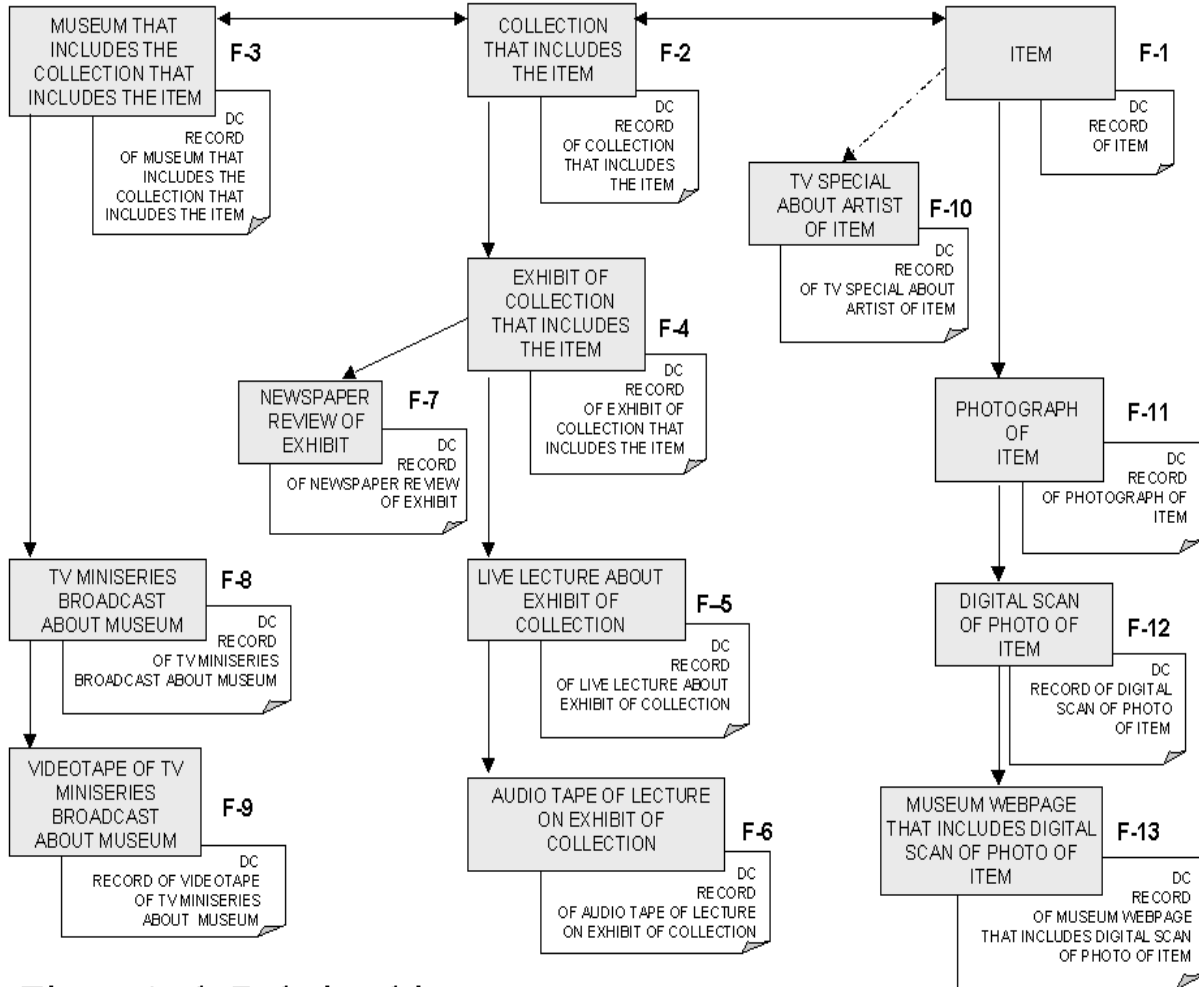 MUSEUM THAT
INCLUDES THE
COLLECTION THAT
INCLUDES THE ITEM
F-3
DC
RECORD
OF MUSEUM THAT
INCLUDES THE
COLLECTION THAT
INCLUDES THE ITEM
COLLECTION
THAT INCLUDES
THE ITEM
F-2
DC
RECORD
OF COLLECTION
THAT INCLUDES
THE ITEM
ITEM
F-1
DC
RECORD
OF ITEM
TV SPECIAL
ABOUT ARTIST
OF ITEM
F-10
DC
RECORD
OF TV SPECIAL ABOUT
ARTIST OF ITEM
EXHIBIT OF
COLLECTION
THAT INCLUDES
THE ITEM
F-4
DC
RECORD
OF EXHIBIT OF
COLLECTION THAT
INCLUDES THE ITEM
NEWSPAPER
REVIEW OF
EXHIBIT
F-7
DC
RECORD
OF NEWSPAPER REVIEW
OF EXHIBIT
PHOTOGRAPH
OF
ITEM
F-11
DC
RECORD
OF PHOTOGRAPH OF
ITEM
TV MINISERIES
BROADCAST
ABOUT MUSEUM
F-8
DC
RECORD
OF TV MINISERIES
BROADCAST ABOUT MUSEUM
LIVE LECTURE ABOUT
EXHIBIT OF
COLLECTION
F–5
DC
RECORD
OF LIVE LECTURE ABOUT
EXHIBIT OF COLLECTION
DIGITAL SCAN
OF PHOTO OF
ITEM
F-12
DC
RECORD OF DIGITAL
SCAN OF PHOTO
OF ITEM
VIDEOTAPE OF TV
MINISERIES
BROADCAST
ABOUT MUSEUM
F-9
DC
RECORD OF VIDEOTAPE
OF TV MINISERIES
ABOUT MUSEUM
AUDIO TAPE OF LECTURE
ON EXHIBIT OF
COLLECTION
F-6
DC
RECORD
OF AUDIO TAPE OF LECTURE
ON EXHIBIT OF COLLECTION
MUSEUM WEBPAGE
THAT INCLUDES DIGITAL
SCAN OF PHOTO OF
ITEM
F-13
DC
RECORD
OF MUSEUM WEBPAGE
THAT INCLUDES DIGITAL SCAN
OF PHOTO OF ITEM